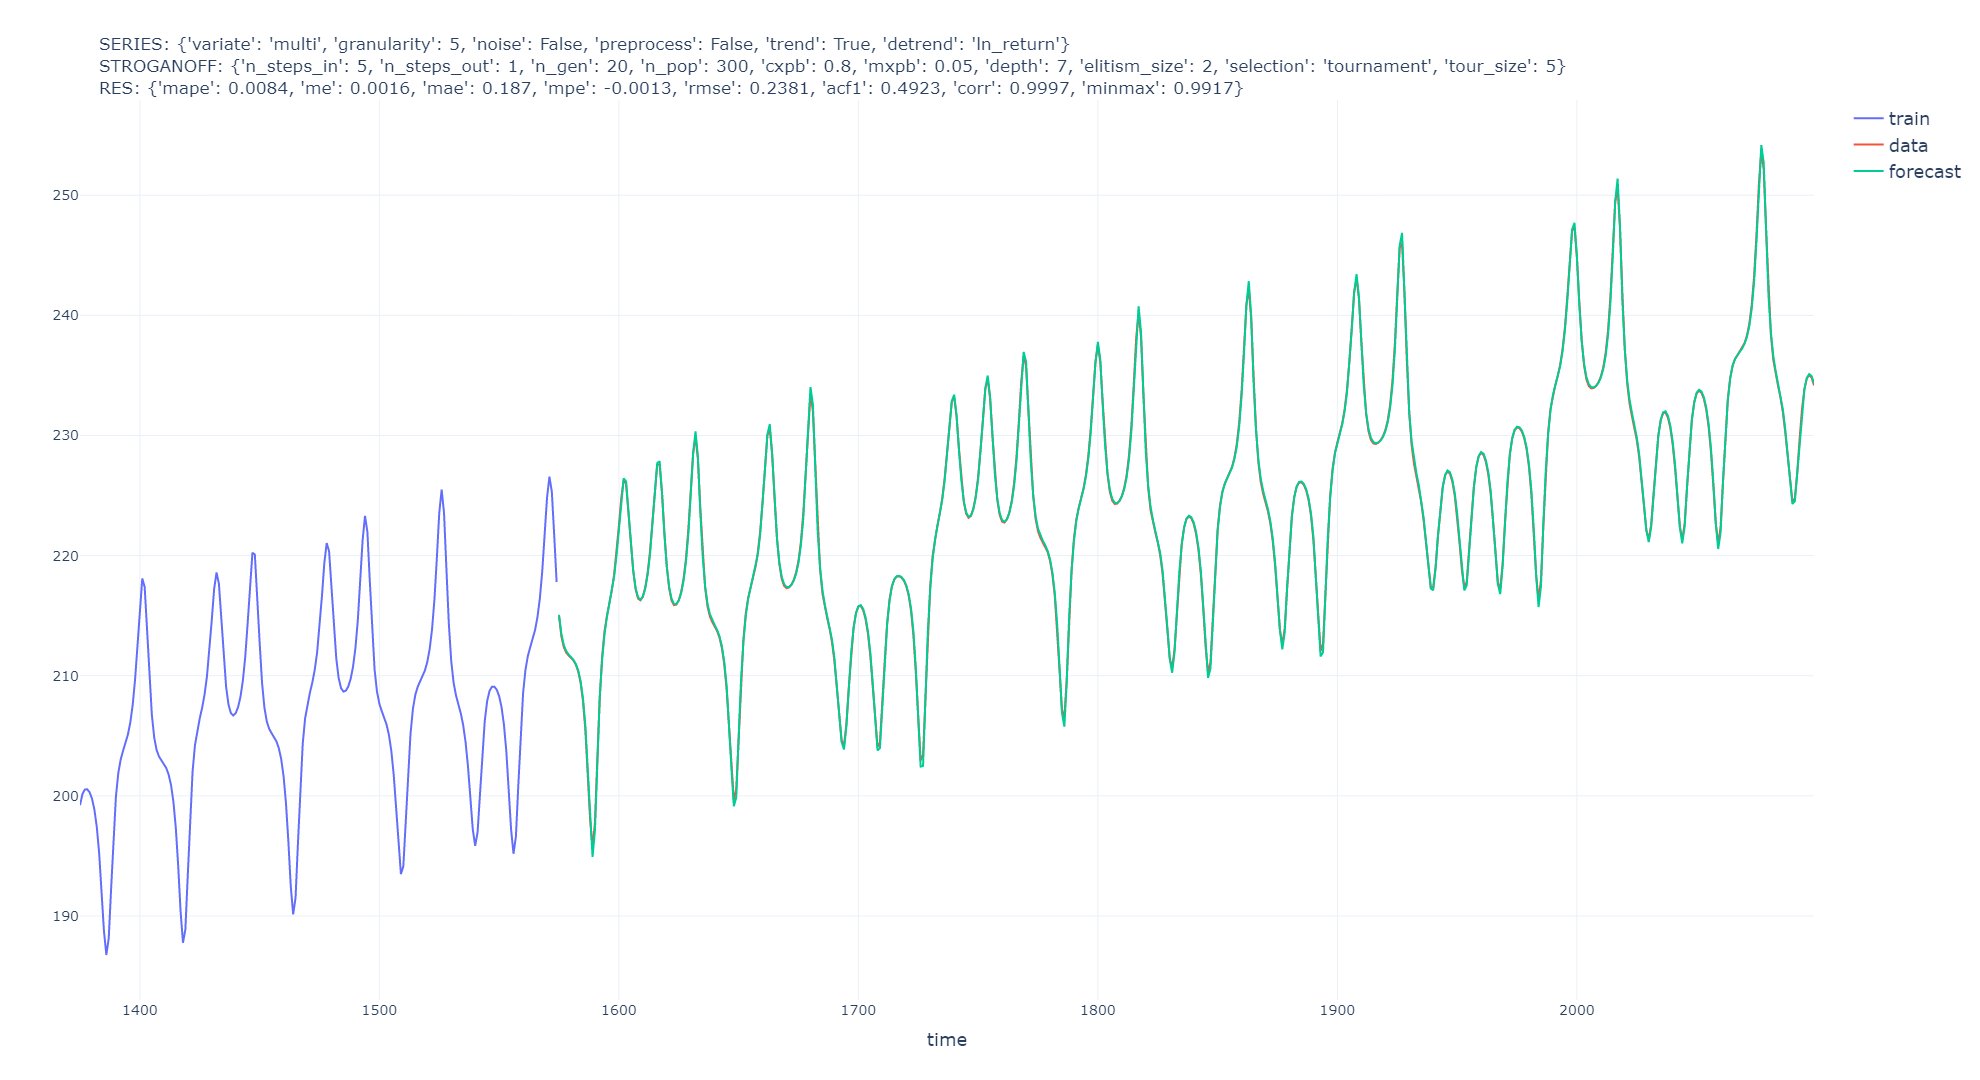 SERIES: {'variate': 'multi', 'granularity': 5, 'noise': False, 'preprocess': False, 'trend': True, 'detrend': 'ln_return'}
STROGANOFF: {'n_steps_in': 5, 'n_steps_out': 1, 'n_gen': 20, 'n_pop': 300, 'cxpb': 0.8, 'mxpb': 0.05, 'depth': 7, 'elitism_size': 2, 'selection': 'tournament', 'tour_size': 5}
RES: {'mape': 0.0084, 'me': 0.0016, 'mae': 0.187, 'mpe': -0.0013, 'rmse': 0.2381, 'acf1': 0.4923, 'corr': 0.9997, 'minmax': 0.9917}
train
data
forecast
250
240
230
220
210
200
190
1400 1500 1600 1700 1800 1900 2000
time